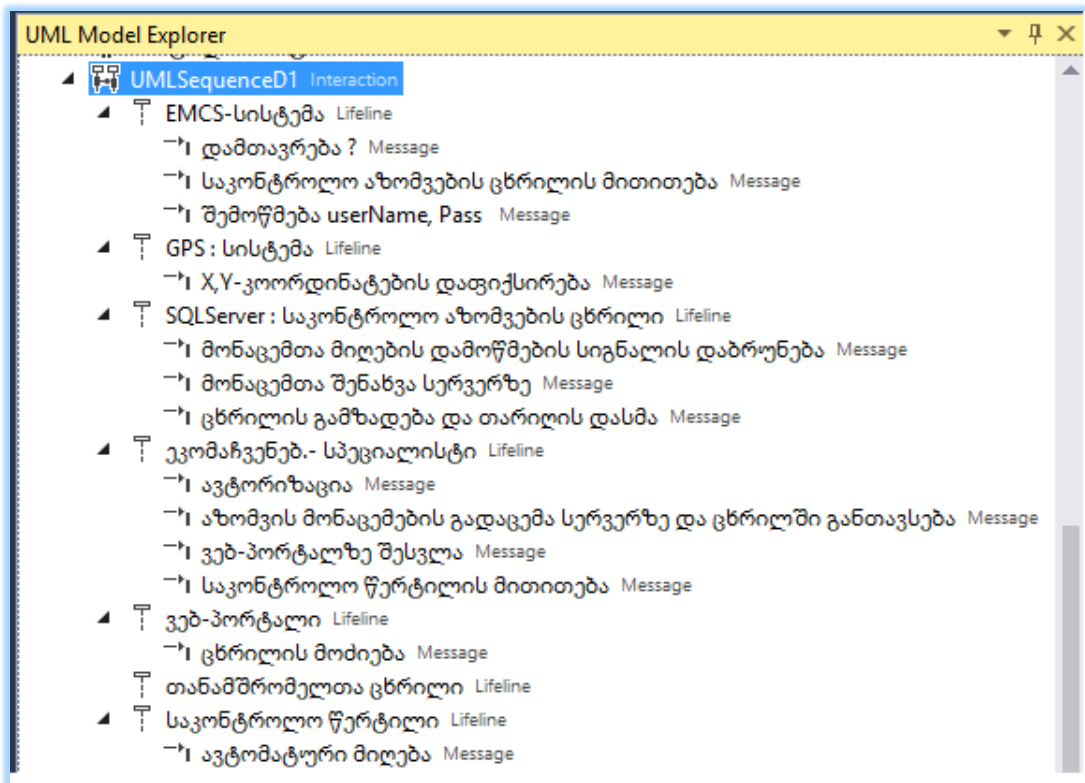 UML Model Explorer
UMLSequenceD1 Interaction
EMCS-სისტემა Lifeline
დამთავრება ? Message
საკონტროლო აზომვების ცხრილის მითითება Message
შემოწმება userName, Pass Message
GPS : სისტემა Lifeline
X,Y-კოორდინატების დაფიქსირება Message
SQLServer : საკონტროლო აზომვების ცხრილი Lifeline
მონაცემთა მიღების დამოწმების სიგნალის დაბრუნება Message
მონაცემთა შენახვა სერვერზე Message
ცხრილის გამზადება და თარიღის დასმა Message
ეკომაჩვენებ.- სპეციალისტი Lifeline
ავტორიზაცია Message
აზომვის მონაცემების გადაცემა სერვერზე და ცხრილში განთავსება Message
ვებ-პორტალზე შესვლა Message
საკონტროლო წერტილის მითითება Message
ვებ-პორტალი Lifeline
ცხრილის მოძიება Message
თანამშრომელთა ცხრილი Lifeline
საკონტროლო წერტილი Lifeline
ავტომატური მიღება Message